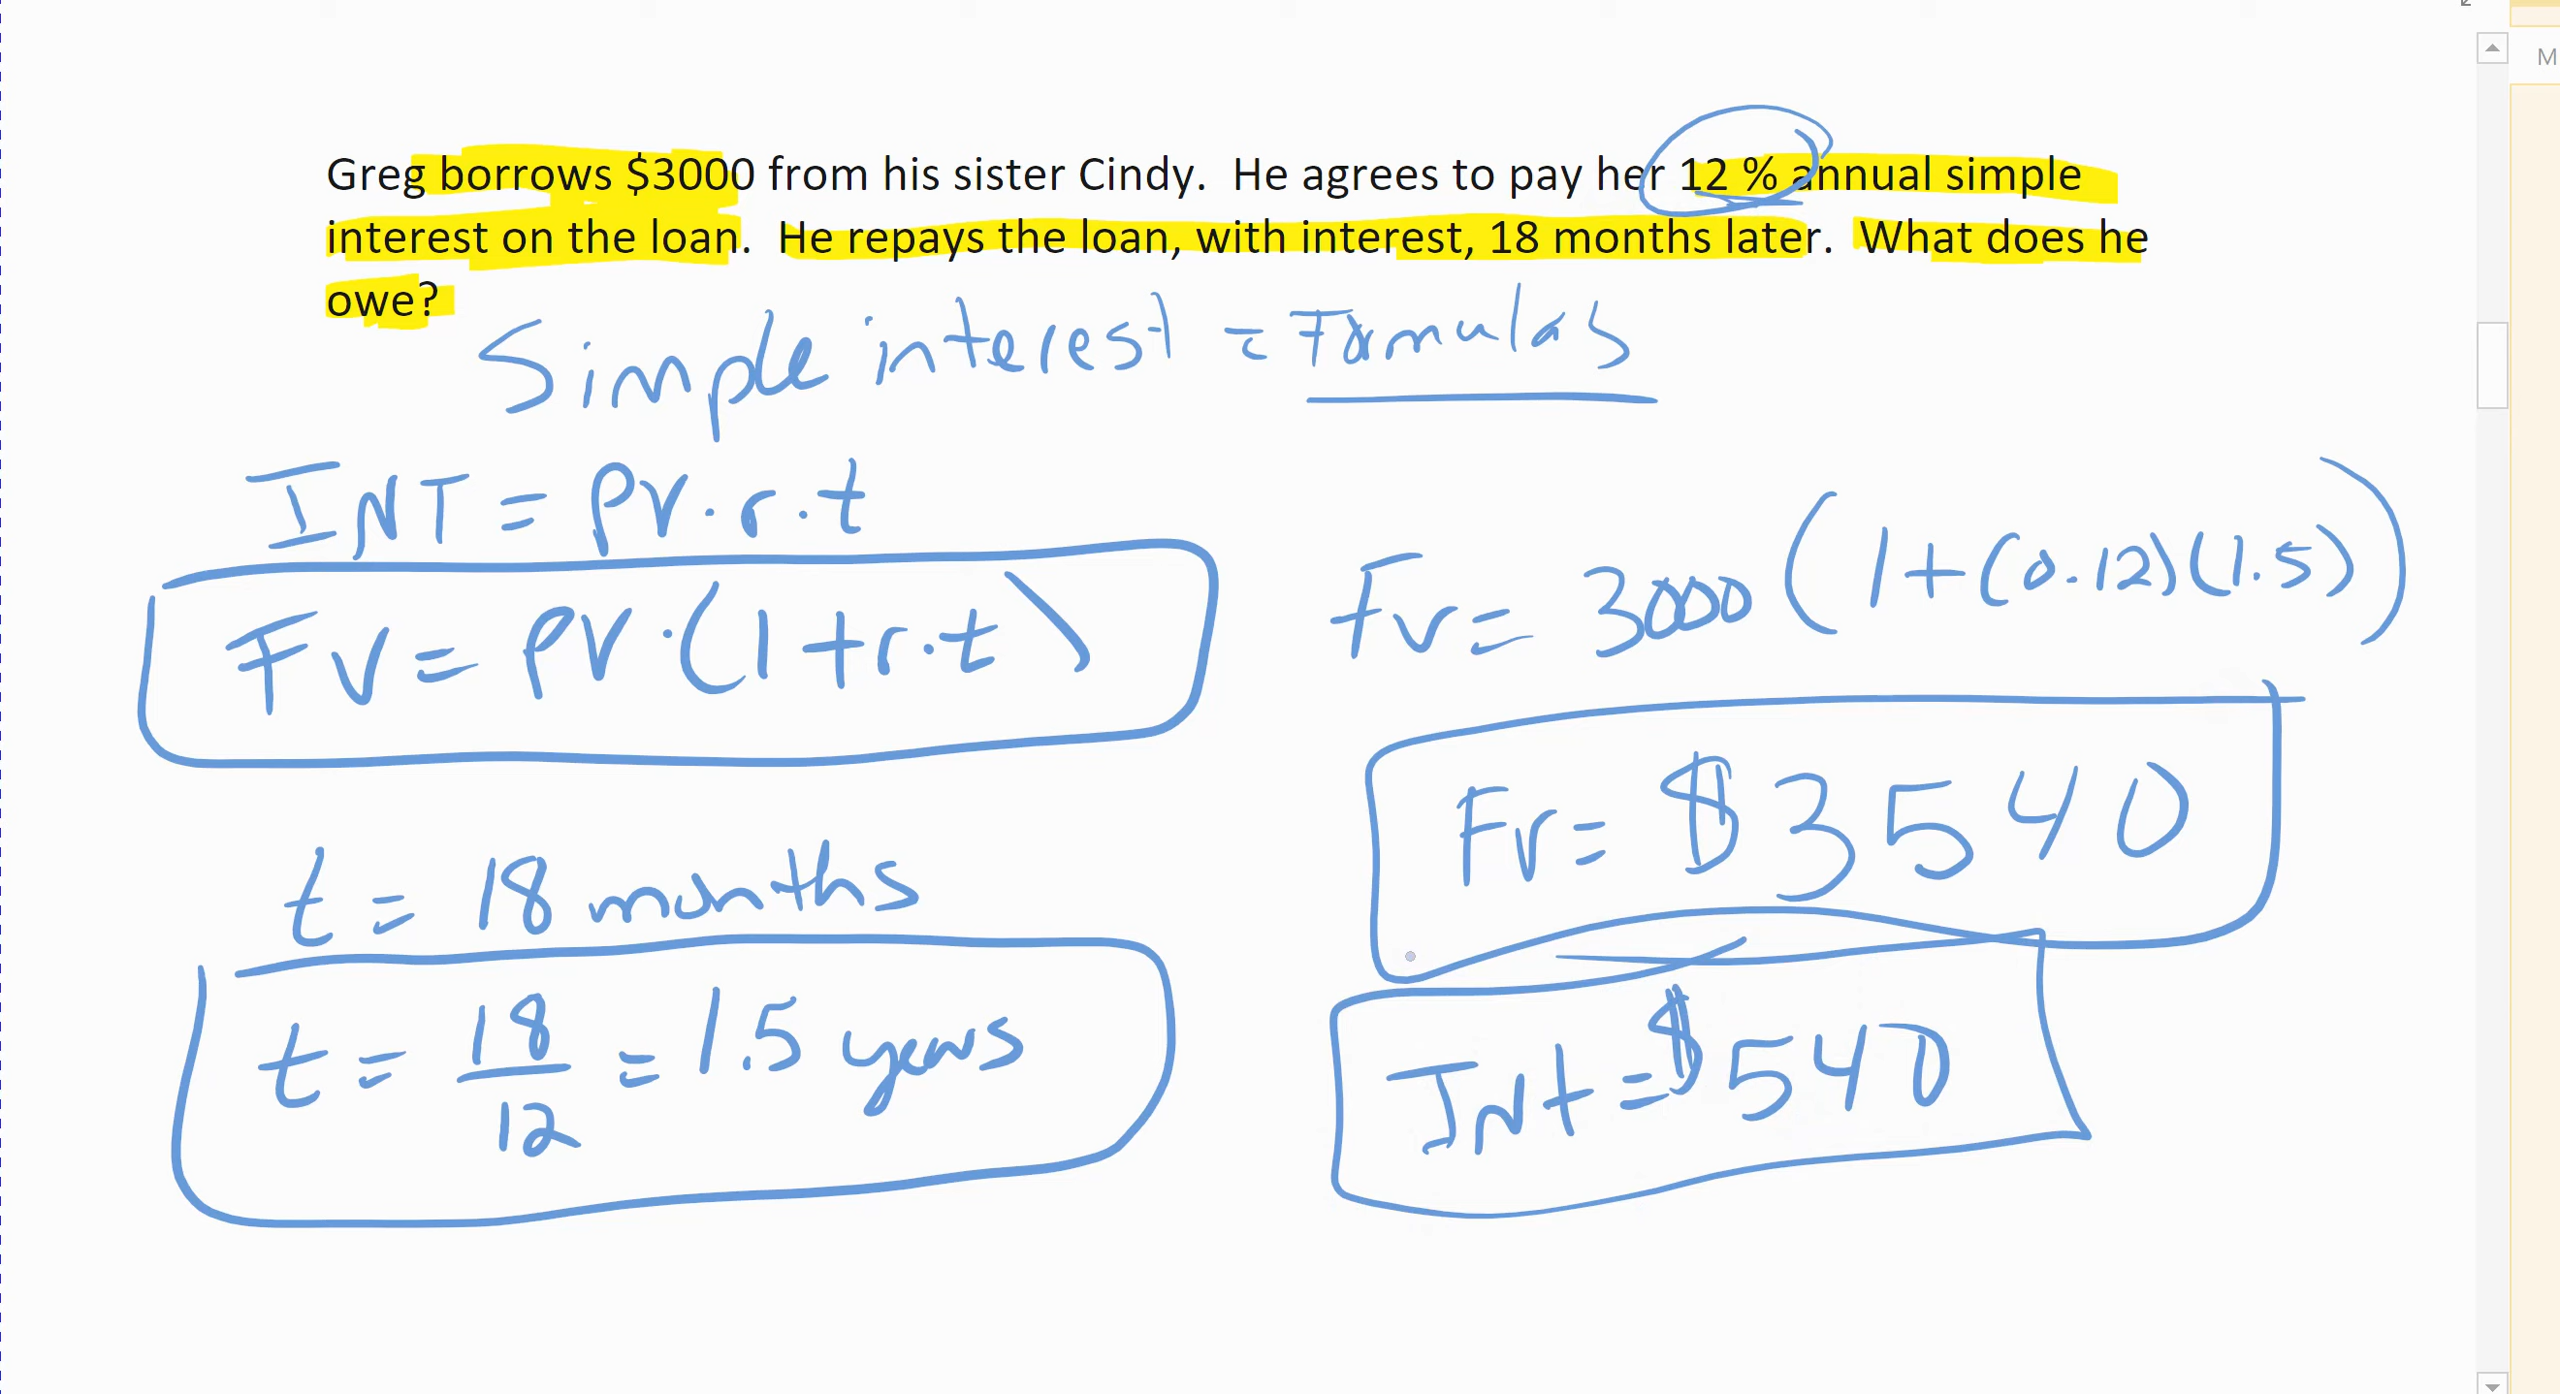 M
Greg borrows $3000 from his sister Cindy.  He agrees to pay her 12 % annual simple
interest on the loan.  He repays the loan, with interest, 18 months later.  What does he
owe?
Simple interest = Formulas
INT = PV · r · t
FV = PV · (1 + r · t)
t = 18 months
t = 18/12 = 1.5 years
FV = 3000 (1 + (0.12)(1.5))
FV = $3540
INt = $540